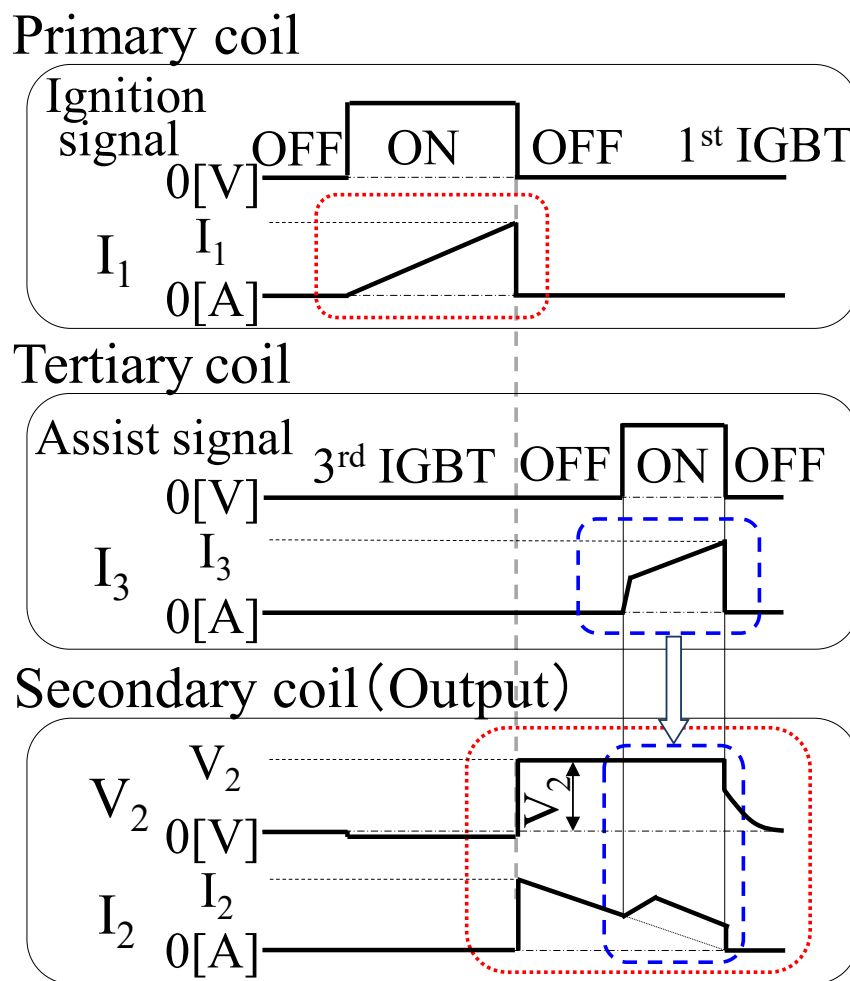 Primary coil
Ignition
signal
OFF ON OFF 1st IGBT
0[V]
I1 I1
0[A]
Tertiary coil
Assist signal
3rd IGBT OFF ON OFF
0[V]
I3 I3
0[A]
Secondary coil(Output)
V2 V2 V2
0[V]
I2 I2
0[A]